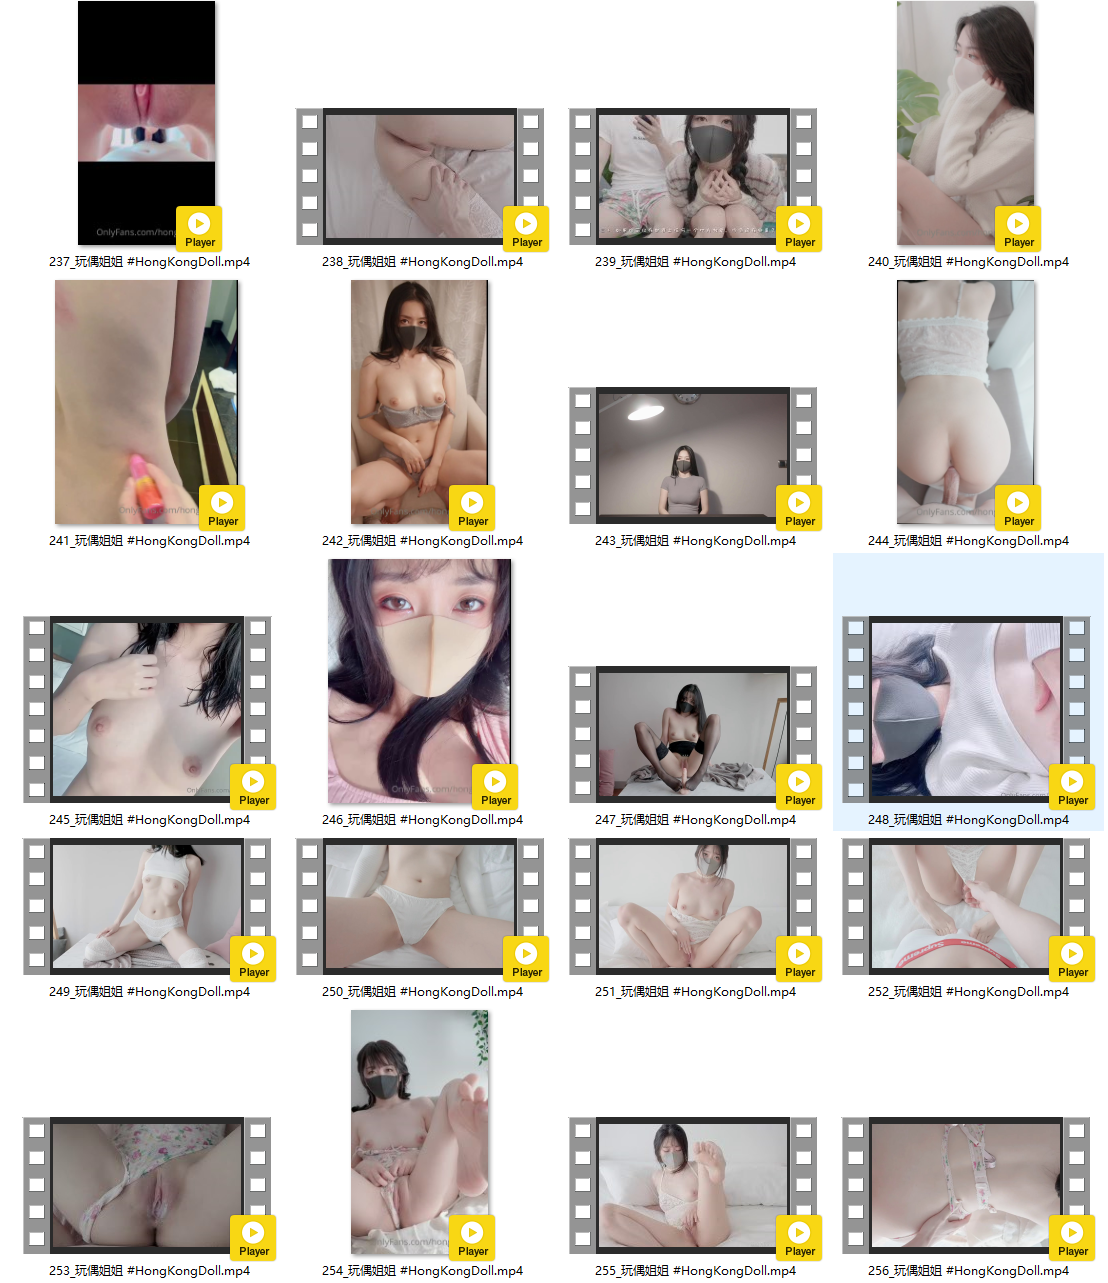 OnlyFans.com/hong
Player
Player
Player
Player
237_玩偶姐姐 #HongKongDoll.mp4
238_玩偶姐姐 #HongKongDoll.mp4
239_玩偶姐姐 #HongKongDoll.mp4
240_玩偶姐姐 #HongKongDoll.mp4
OnlyFans.com/hon
Player
Player
Player
Player
241_玩偶姐姐 #HongKongDoll.mp4
242_玩偶姐姐 #HongKongDoll.mp4
243_玩偶姐姐 #HongKongDoll.mp4
244_玩偶姐姐 #HongKongDoll.mp4
OnlyFans.com/hong
Player
Player
Player
Player
245_玩偶姐姐 #HongKongDoll.mp4
246_玩偶姐姐 #HongKongDoll.mp4
247_玩偶姐姐 #HongKongDoll.mp4
248_玩偶姐姐 #HongKongDoll.mp4
Supreme
Player
Player
Player
Player
249_玩偶姐姐 #HongKongDoll.mp4
250_玩偶姐姐 #HongKongDoll.mp4
251_玩偶姐姐 #HongKongDoll.mp4
252_玩偶姐姐 #HongKongDoll.mp4
Player
Player
Player
Player
253_玩偶姐姐 #HongKongDoll.mp4
254_玩偶姐姐 #HongKongDoll.mp4
255_玩偶姐姐 #HongKongDoll.mp4
256_玩偶姐姐 #HongKongDoll.mp4